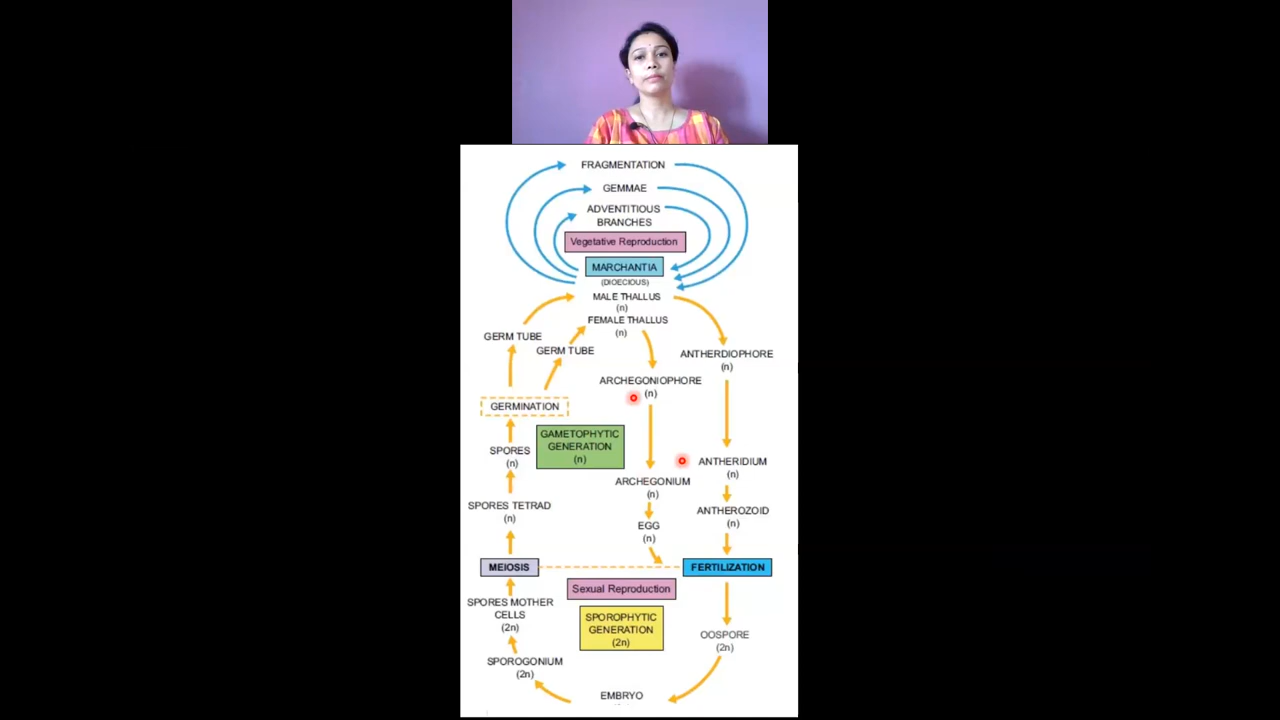 FRAGMENTATION
GEMMAE
ADVENTITIOUS
BRANCHES
Vegetative Reproduction
MARCHANTIA
(DIOECIOUS)
MALE THALLUS
(n)
FEMALE THALLUS
(n)
GERM TUBE
GERM TUBE
ANTHERDIOPHORE
(n)
ARCHEGONIOPHORE
(n)
GERMINATION
GAMETOPHYTIC
GENERATION
(n)
SPORES
(n)
ANTHERIDIUM
(n)
ARCHEGONIUM
(n)
SPORES TETRAD
(n)
ANTHEROZOID
(n)
EGG
(n)
MEIOSIS
FERTILIZATION
Sexual Reproduction
SPORES MOTHER
CELLS
(2n)
SPOROPHYTIC
GENERATION
(2n)
OOSPORE
(2n)
SPOROGONIUM
(2n)
EMBRYO